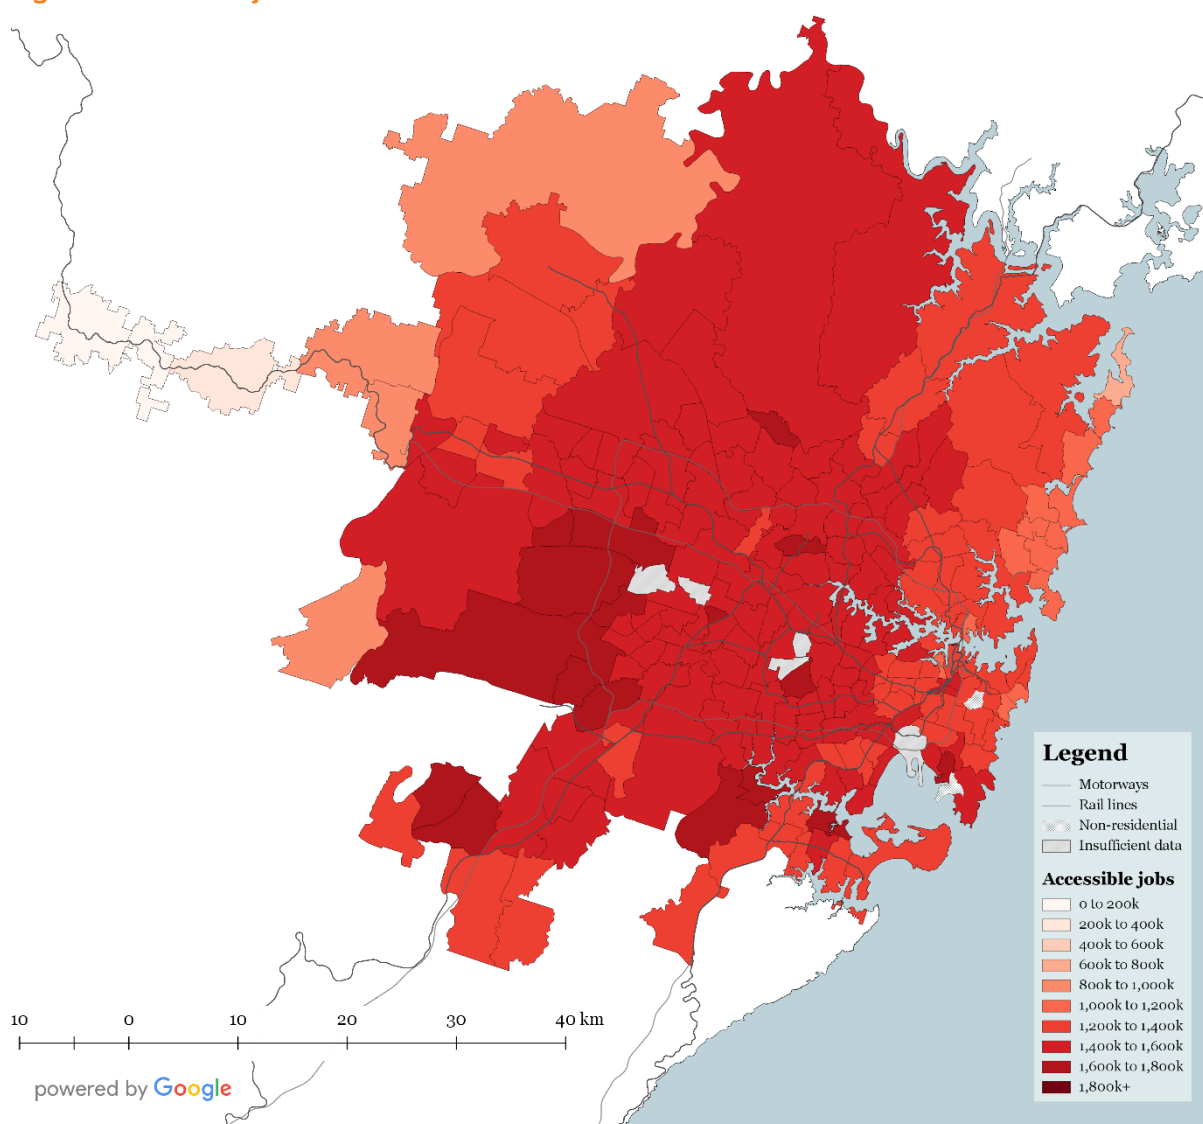 Legend
Motorways
Rail lines
Non-residential
Insufficient data
Accessible jobs
0 to 200k
200k to 400k
400k to 600k
600k to 800k
800k to 1,000k
1,000k to 1,200k
1,200k to 1,400k
1,400k to 1,600k
1,600k to 1,800k
1,800k+
10 0 10 20 30 40 km
powered by Google